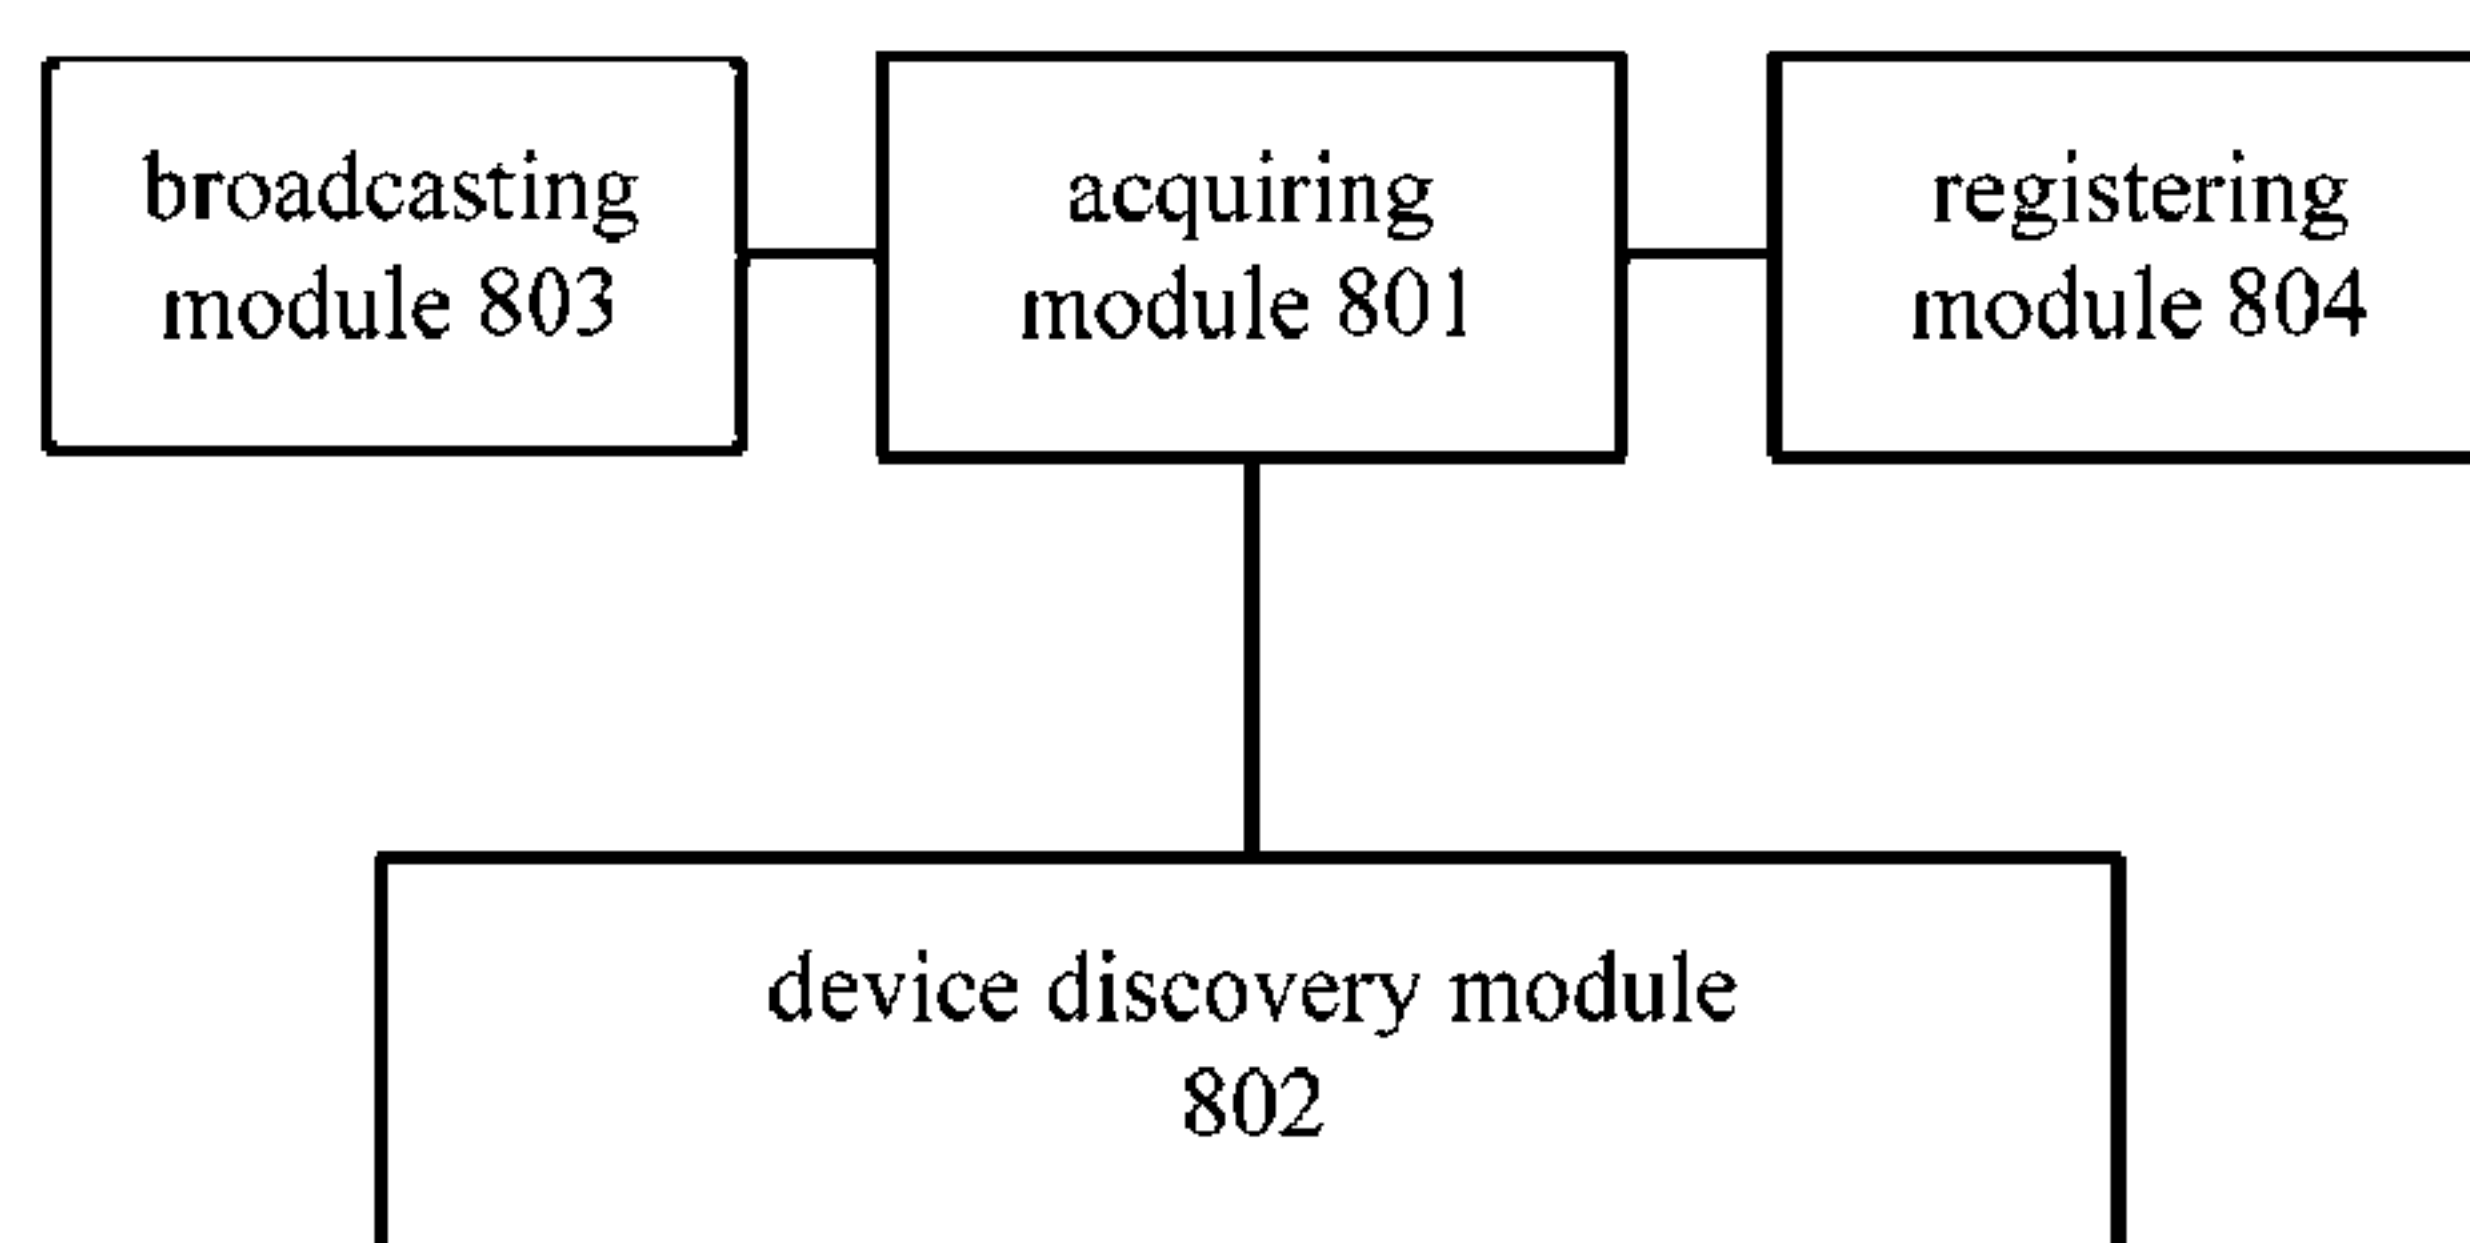 broadcasting
module 803
acquiring
module 801
registering
module 804
device discovery module
802